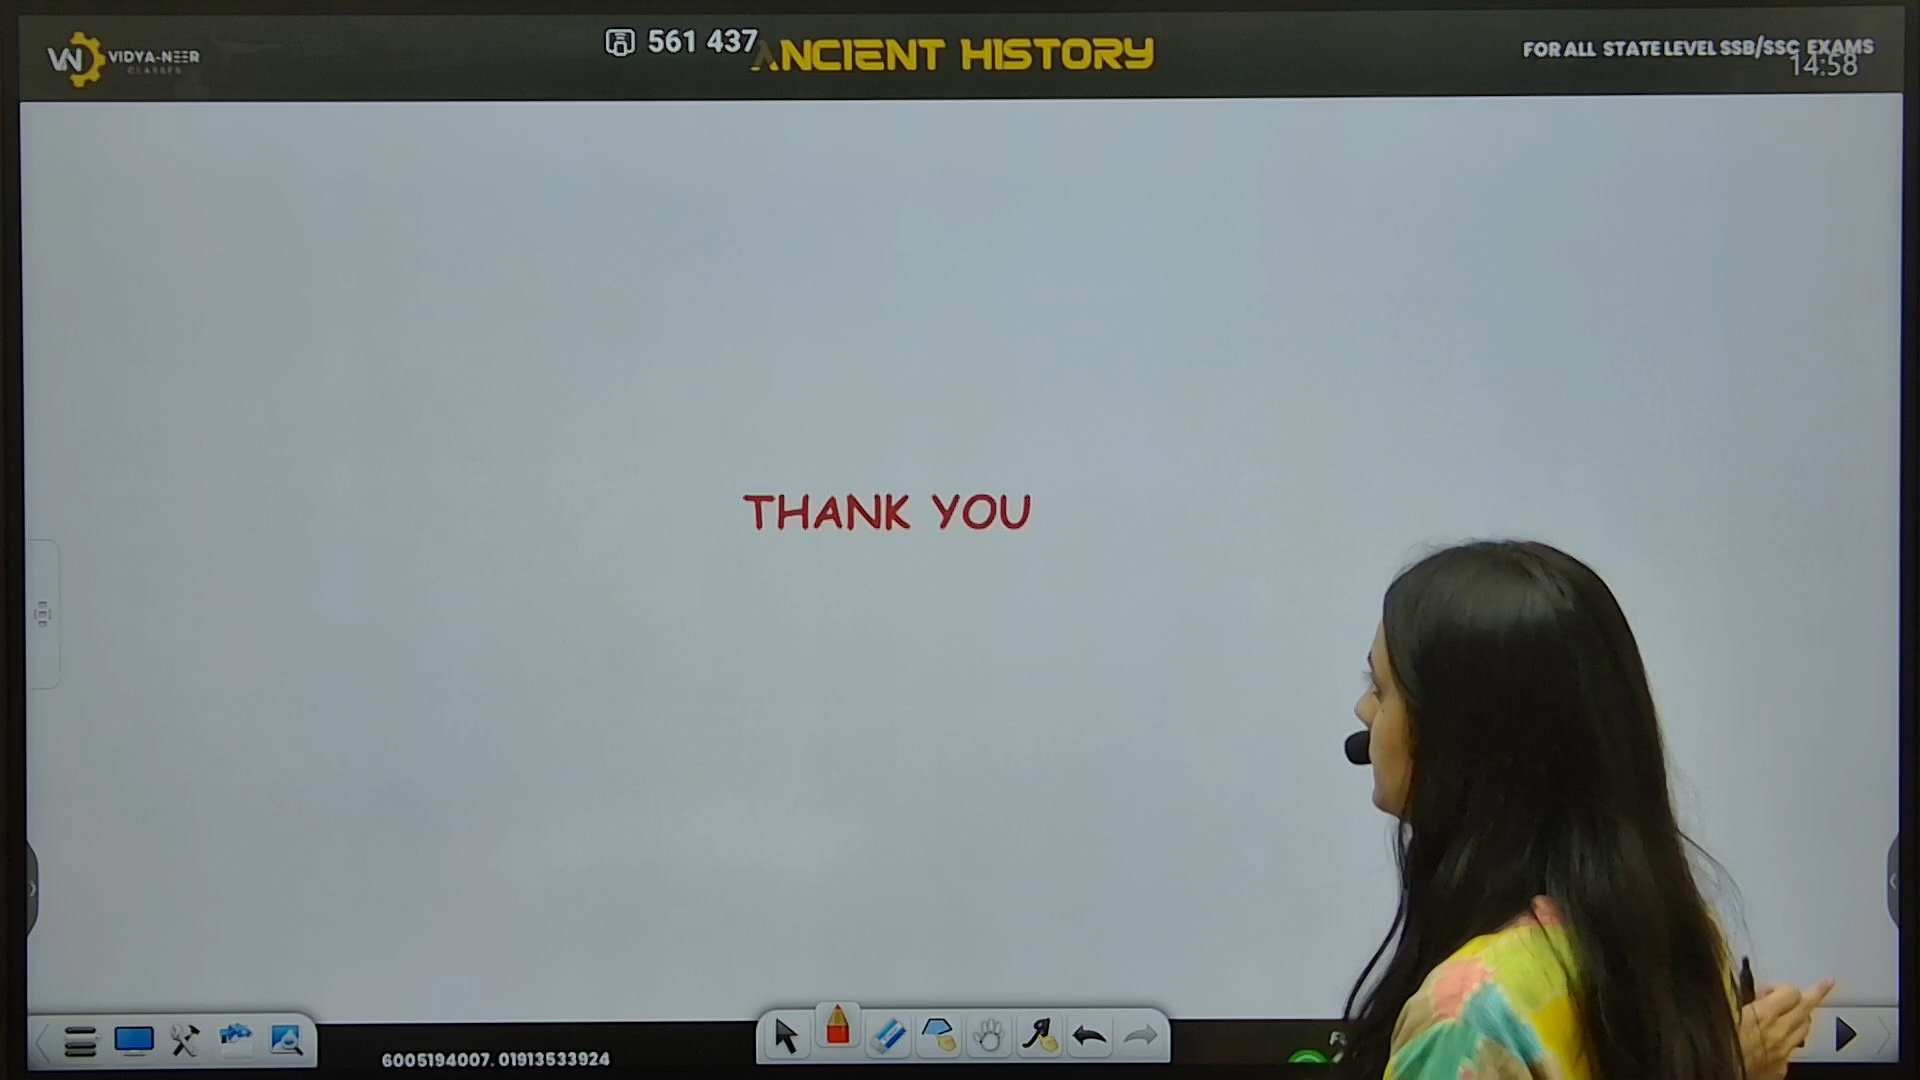 VIDYA-NEER
CLASSES
561 437
ANCIENT HISTORY
FOR ALL STATE LEVEL SSB/SSC EXAMS
14:58
THANK YOU
6005194007, 01913533924